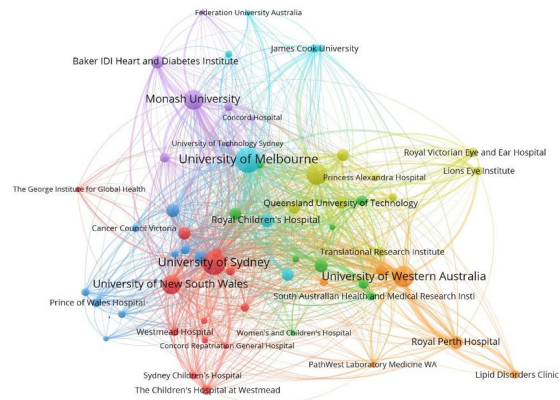 Federation University Australia
James Cook University
Baker IDI Heart and Diabetes Institute
Monash University
Concord Hospital
University of Technology Sydney
University of Melbourne
Royal Victorian Eye and Ear Hospital
Lions Eye Institute
Princess Alexandra Hospital
The George Institute for Global Health
Queensland University of Technology
Royal Children's Hospital
Cancer Council Victoria
Translational Research Institute
University of Sydney
University of Western Australia
University of New South Wales
South Australian Health and Medical Research Insti
Prince of Wales Hospital
Westmead Hospital
Women's and Children's Hospital
Royal Perth Hospital
Concord Repatriation General Hospital
PathWest Laboratory Medicine WA
Sydney Children's Hospital
Lipid Disorders Clinic
The Children's Hospital at Westmead